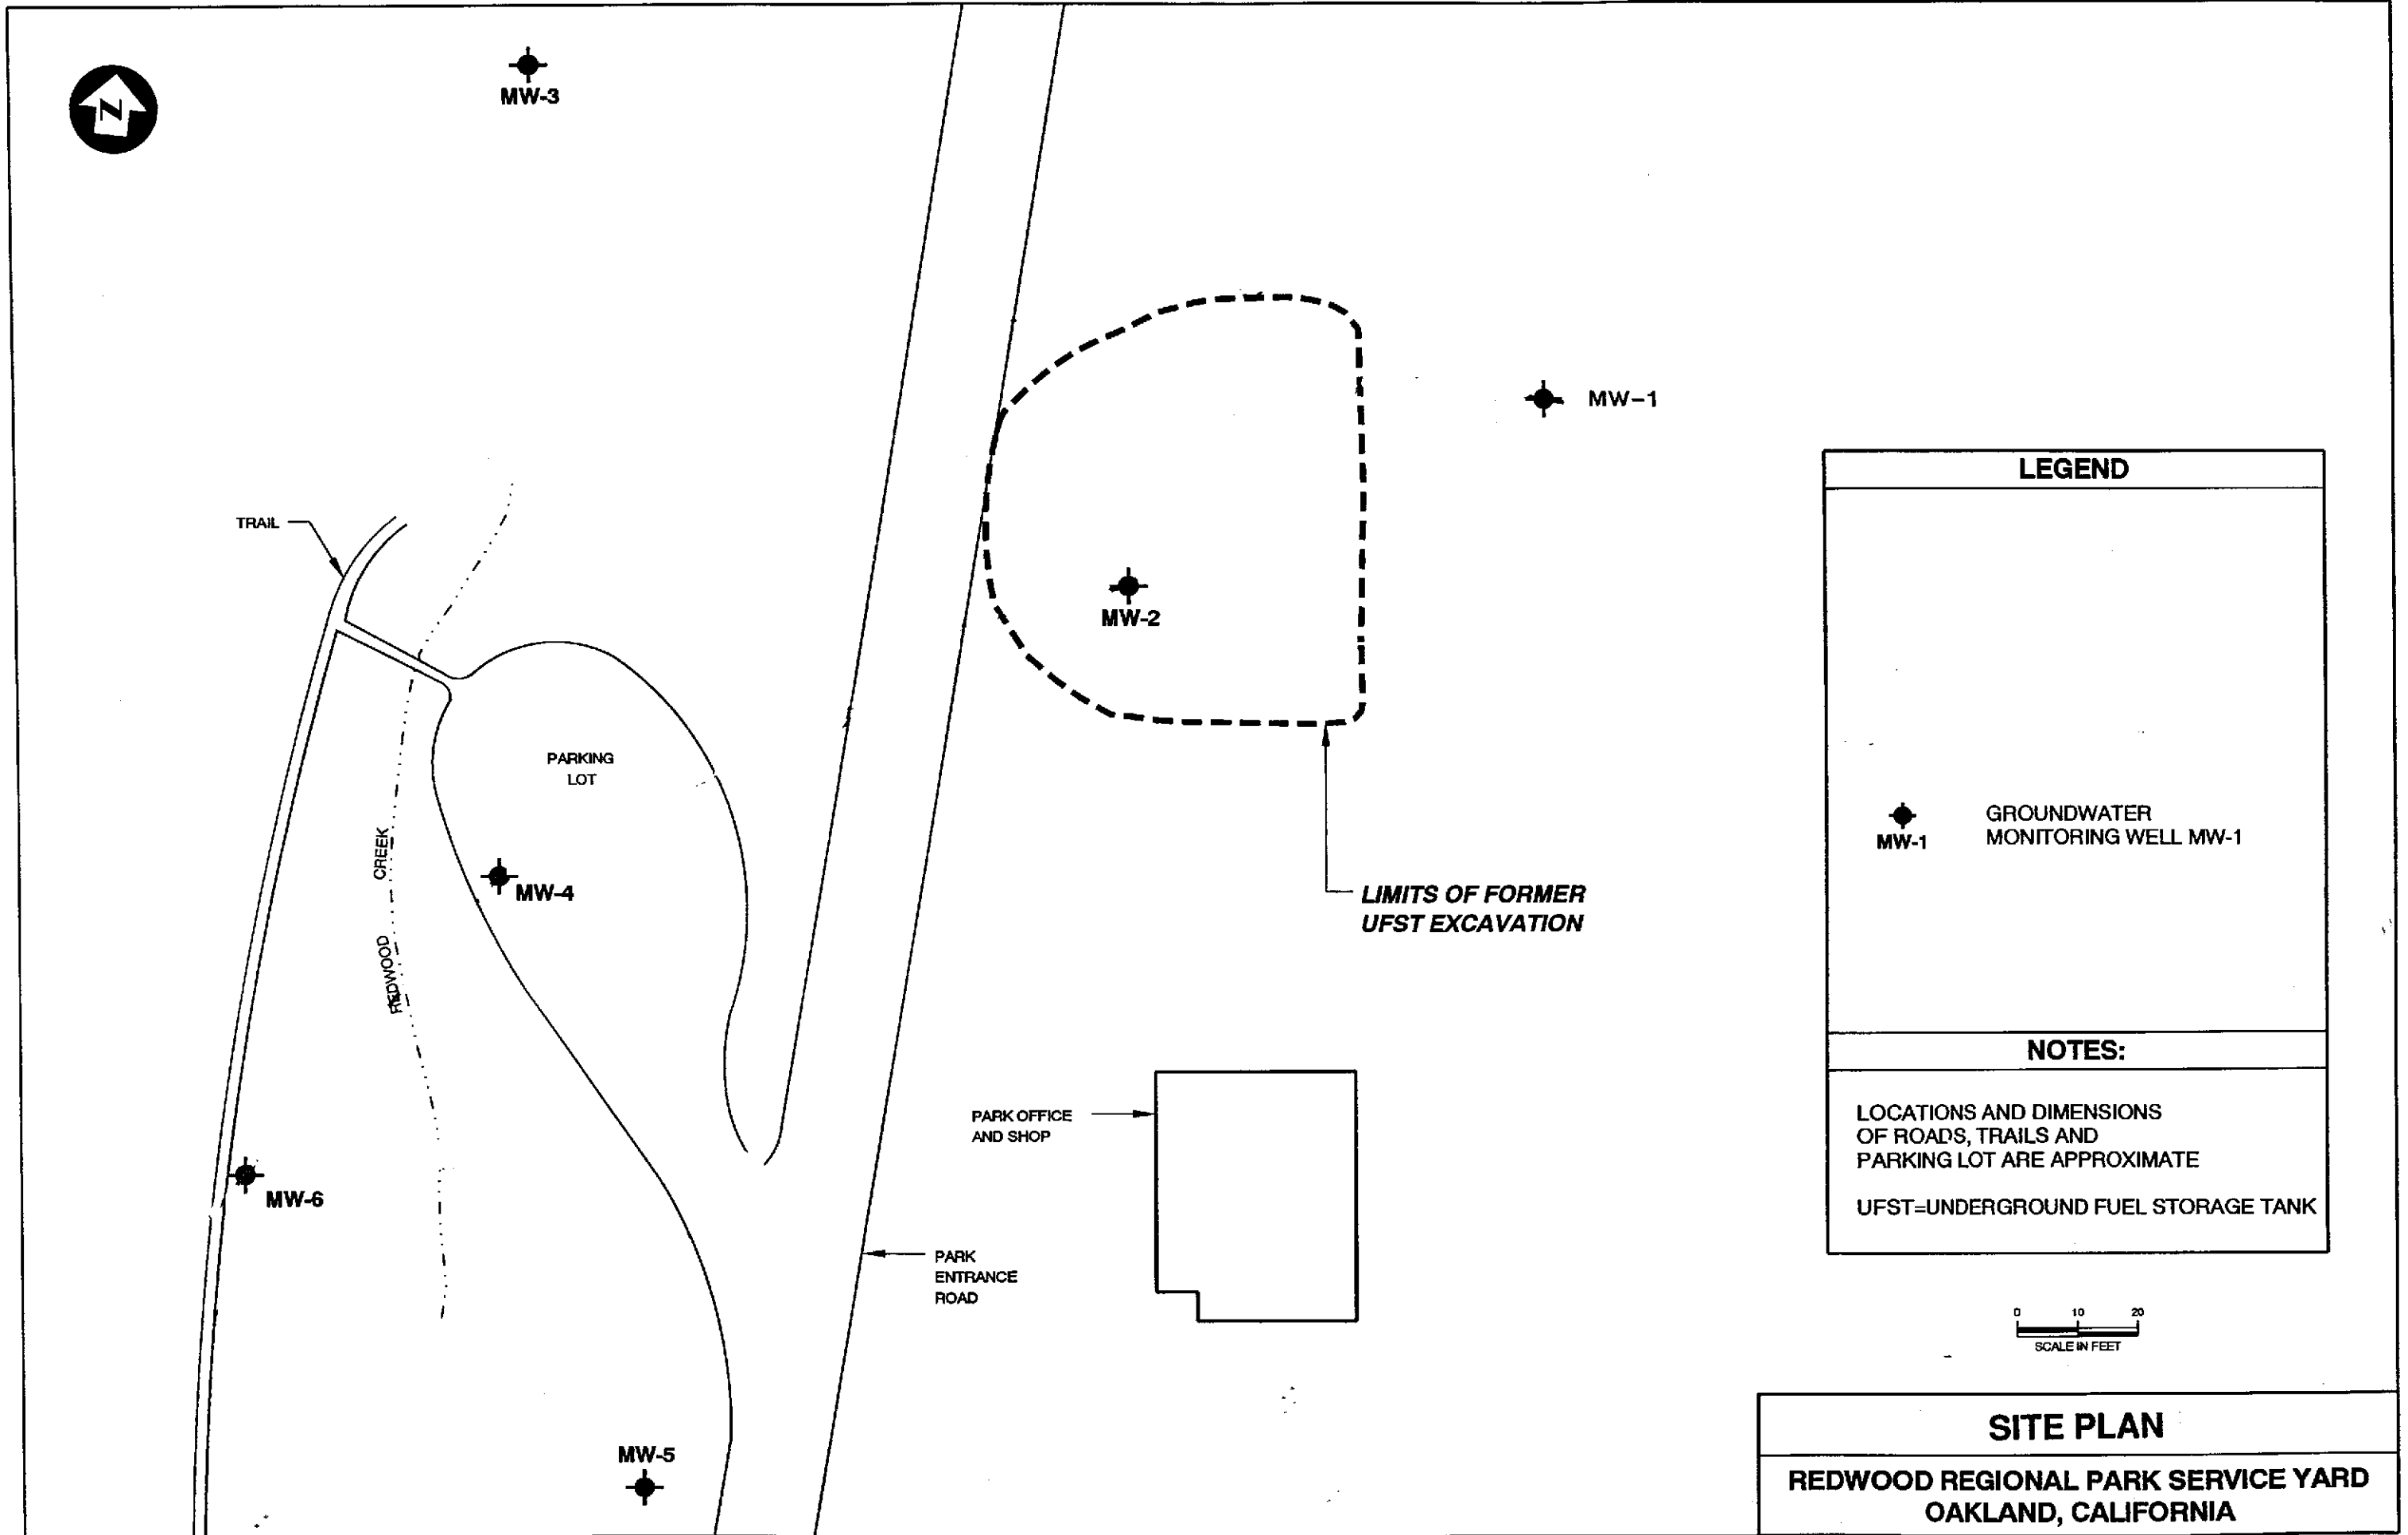 N
MW-3
MW-1
TRAIL
MW-2
PARKING
LOT
REDWOOD CREEK
MW-4
LIMITS OF FORMER
UFST EXCAVATION
PARK OFFICE
AND SHOP
MW-6
PARK
ENTRANCE
ROAD
MW-5
LEGEND
MW-1
GROUNDWATER
MONITORING WELL MW-1
NOTES:
LOCATIONS AND DIMENSIONS
OF ROADS, TRAILS AND
PARKING LOT ARE APPROXIMATE
UFST=UNDERGROUND FUEL STORAGE TANK
0 10 20
SCALE IN FEET
SITE PLAN
REDWOOD REGIONAL PARK SERVICE YARD
OAKLAND, CALIFORNIA